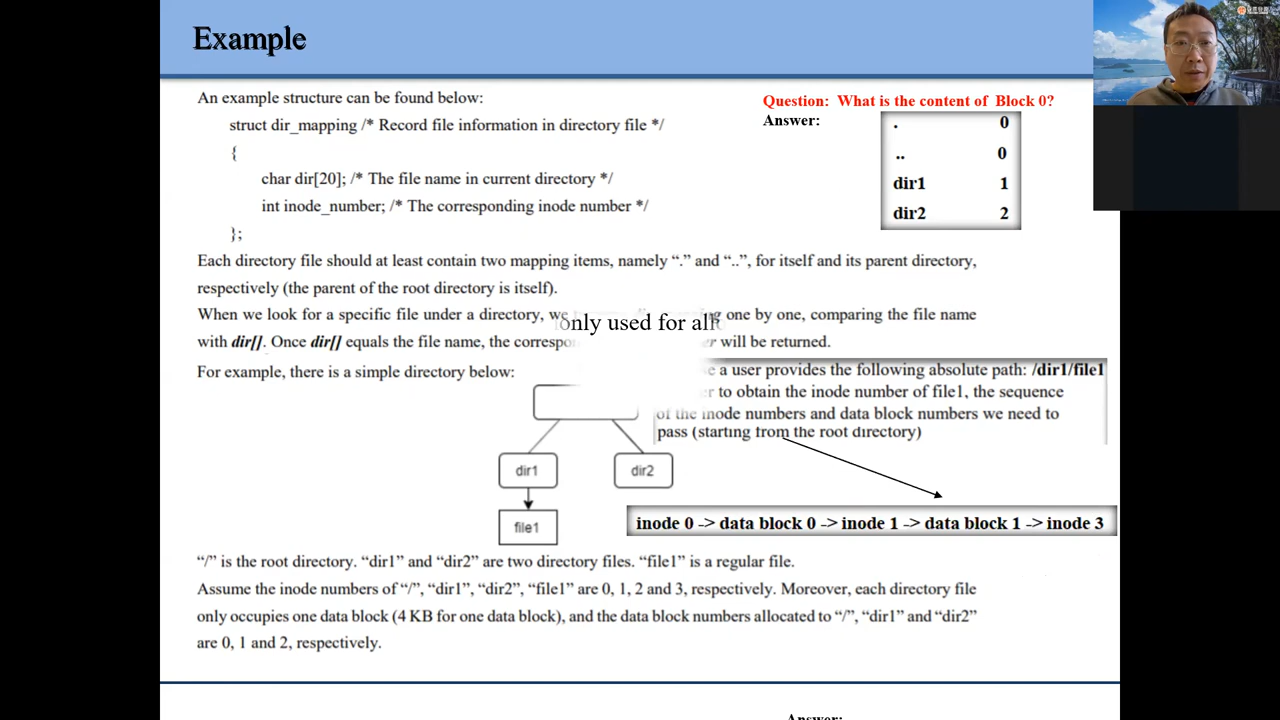 Example
An example structure can be found below:
struct dir_mapping /* Record file information in directory file */
{
char dir[20]; /* The file name in current directory */
int inode_number; /* The corresponding inode number */
};
Question: What is the content of Block 0?
Answer:
. 0
.. 0
dir1 1
dir2 2
Each directory file should at least contain two mapping items, namely “.” and “..”, for itself and its parent directory,
respectively (the parent of the root directory is itself).
When we look for a specific file under a directory, we
only used for
one by one, comparing the file name
with dir[]. Once dir[] equals the file name, the
will be returned.
For example, there is a simple directory below:
a user provides the following absolute path: /dir1/file1
to obtain the inode number of file1, the sequence
of the inode numbers and data block numbers we need to
pass (starting from the root directory)
dir1
dir2
file1
inode 0 -> data block 0 -> inode 1 -> data block 1 -> inode 3
“/” is the root directory. “dir1” and “dir2” are two directory files. “file1” is a regular file.
Assume the inode numbers of “/”, “dir1”, “dir2”, “file1” are 0, 1, 2 and 3, respectively. Moreover, each directory file
only occupies one data block (4 KB for one data block), and the data block numbers allocated to “/”, “dir1” and “dir2”
are 0, 1 and 2, respectively.
Answer: